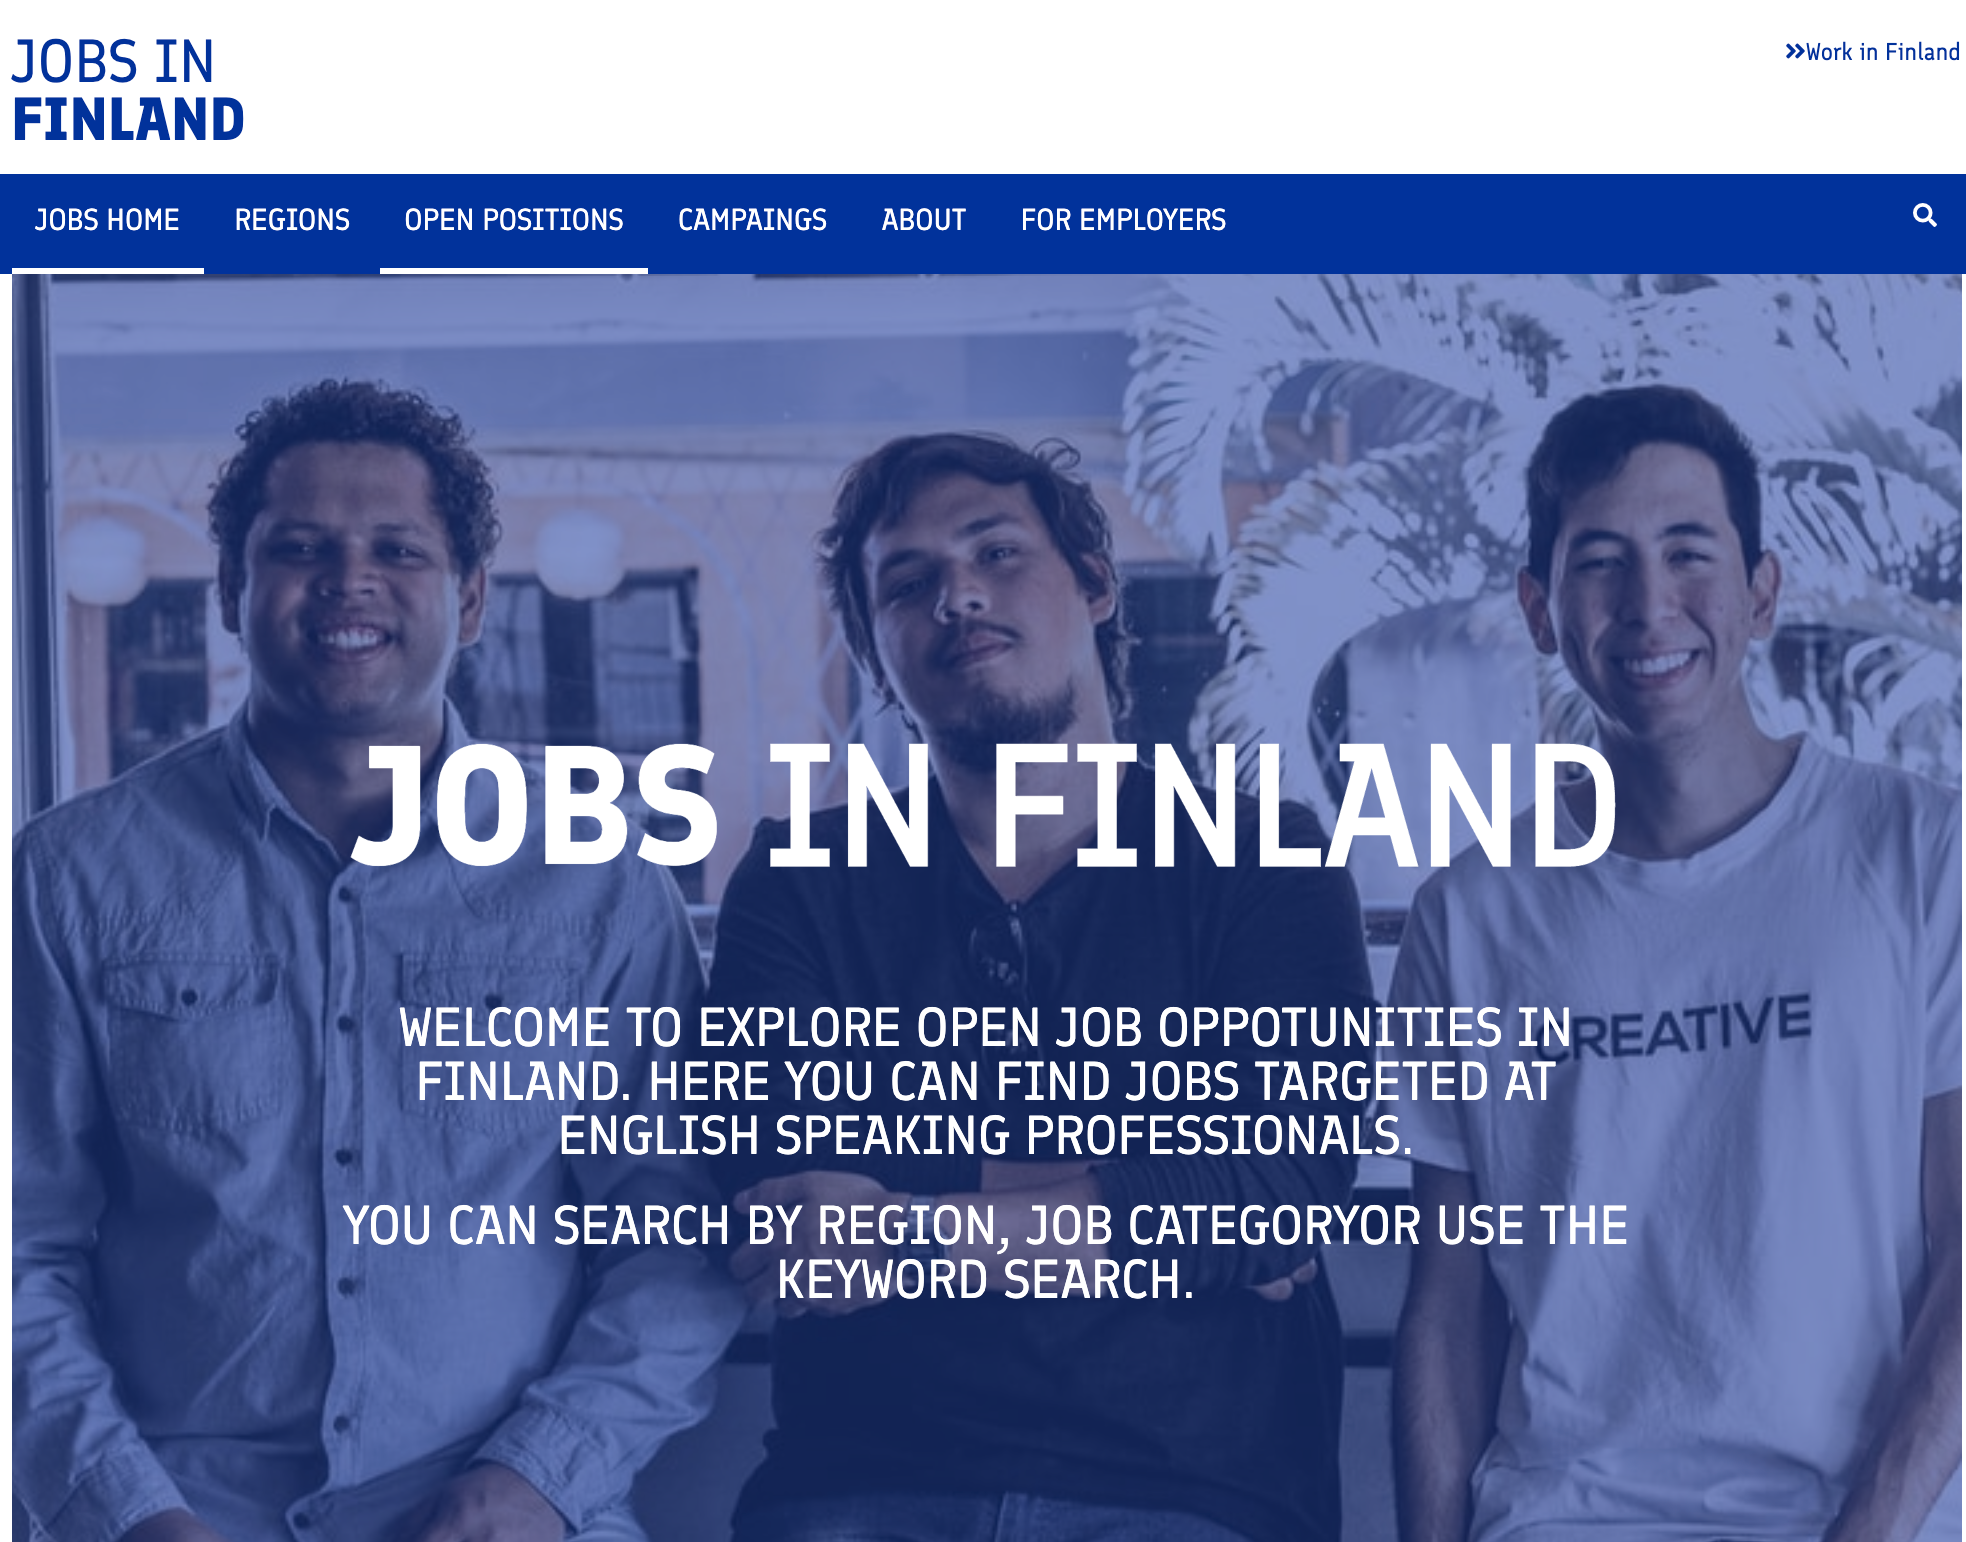 JOBS IN
FINLAND
Work in Finland
JOBS HOME REGIONS OPEN POSITIONS CAMPAINGS ABOUT FOR EMPLOYERS
JOBS IN FINLAND
WELCOME TO EXPLORE OPEN JOB OPPOTUNITIES IN
FINLAND. HERE YOU CAN FIND JOBS TARGETED AT
ENGLISH SPEAKING PROFESSIONALS.
YOU CAN SEARCH BY REGION, JOB CATEGORYOR USE THE
KEYWORD SEARCH.
CREATIVE